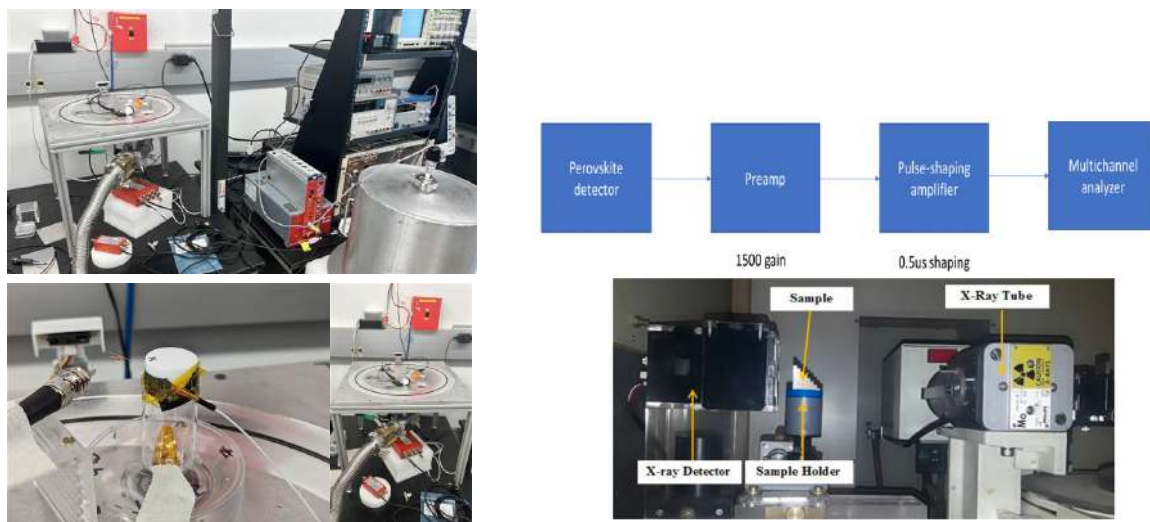 Perovskite
detector
Preamp
Pulse-shaping
amplifier
Multichannel
analyzer
1500 gain
0.5us shaping
Sample
X-Ray Tube
Mo
X-ray Detector
Sample Holder